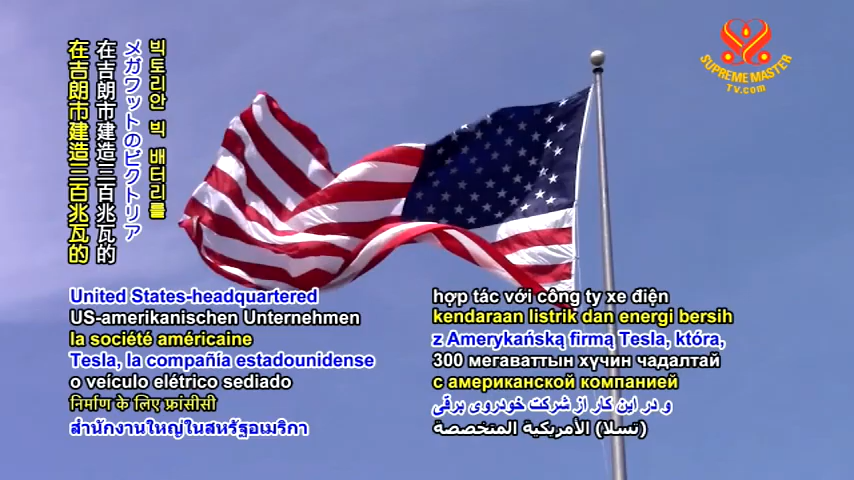 在吉朗市建造三百兆瓦的
在吉朗市建造三百兆瓦的
メガワットのビクトリア
빅토리안 빅 배터리를
SUPREME MASTER
TV.com
United States-headquartered
US-amerikanischen Unternehmen
la société américaine
Tesla, la compañía estadounidense
o veículo elétrico sediado
निर्माण के लिए फ्रांसीसी
สำนักงานใหญ่ในสหรัฐอเมริกา
hợp tác với công ty xe điện
kendaraan listrik dan energi bersih
z Amerykańską firmą Tesla, która,
300 мегаваттын хүчин чадалтай
с американской компанией
و در این کار از شرکت خودروی برقی
(تسلا) الأمريكية المتخصصة